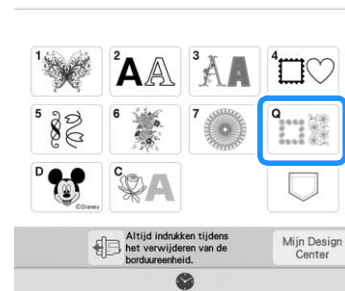 1
2 A A
3 A A
4
5
6
7
Q
D ©Disney
C A
Altijd indrukken tijdens
het verwijderen van de
borduureenheid.
Mijn Design
Center